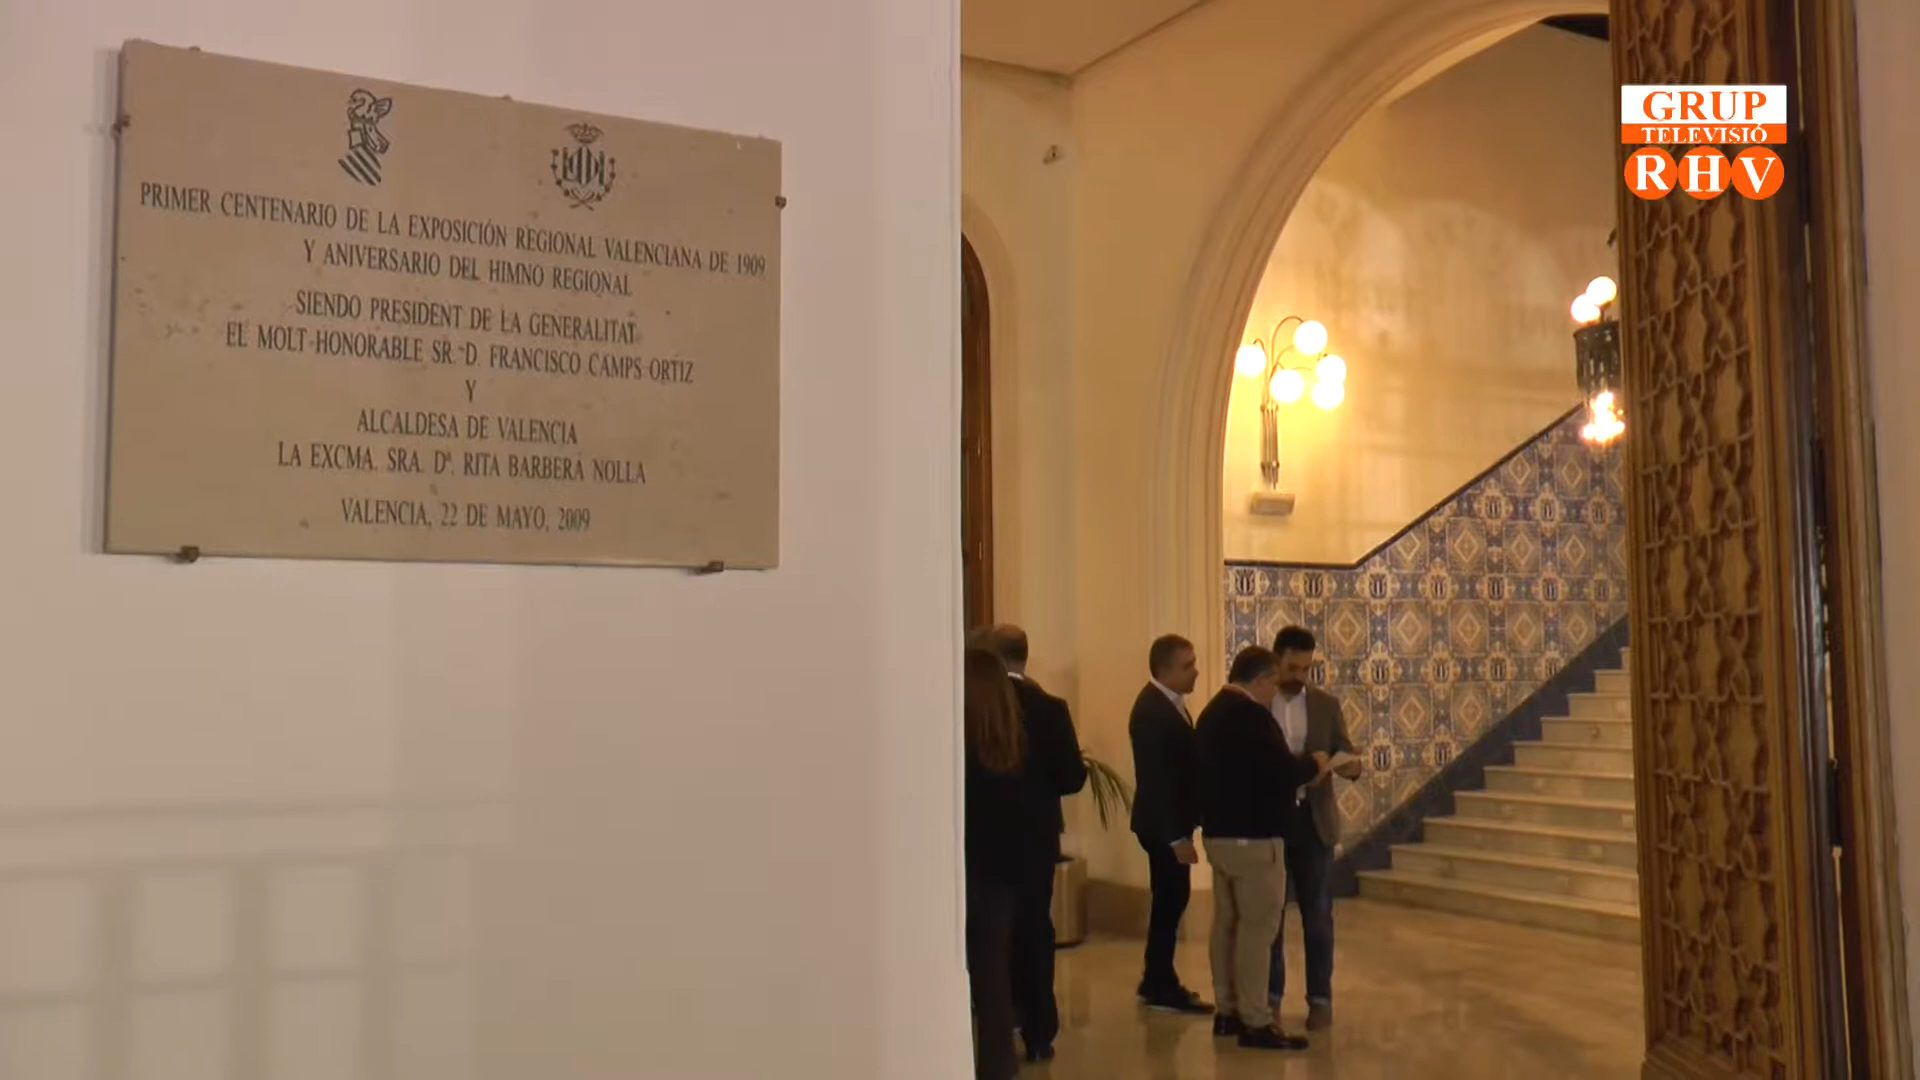 PRIMER CENTENARIO DE LA EXPOSICIÓN REGIONAL VALENCIANA DE 1909
Y ANIVERSARIO DEL HIMNO REGIONAL
SIENDO PRESIDENT DE LA GENERALITAT
EL MOLT HONORABLE SR. D. FRANCISCO CAMPS ORTIZ
Y
ALCALDESA DE VALENCIA
LA EXCMA. SRA. Dª. RITA BARBERÁ NOLLA
VALENCIA, 22 DE MAYO, 2009
GRUP
TELEVISIÓ
RHV